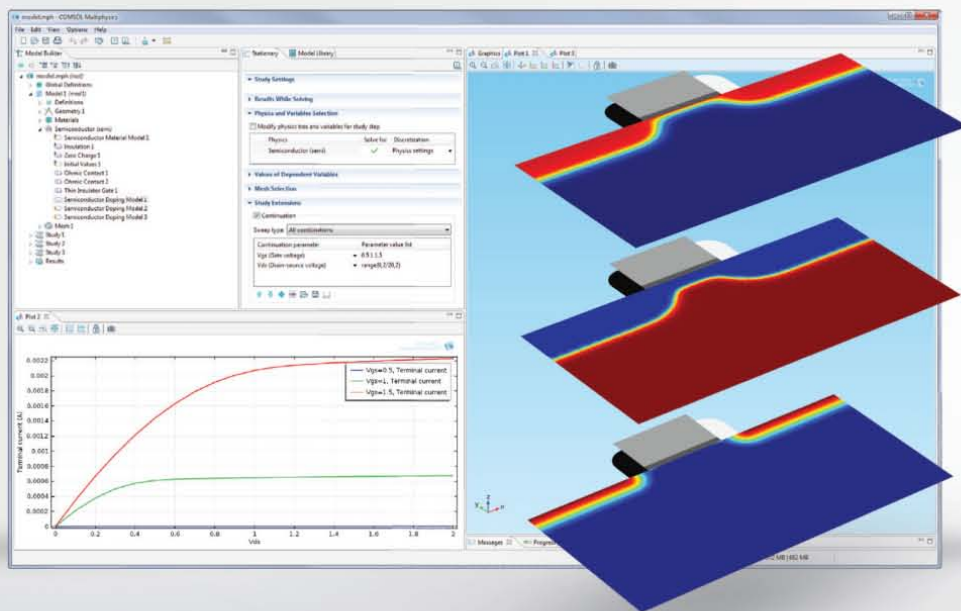 model.mph - COMSOL Multiphysics
File Edit View Options Help
Model Builder
model.mph (root)
Global Definitions
Model 1 (mod1)
Definitions
Geometry 1
Materials
Semiconductor (semi)
Semiconductor Material Model 1
Insulation 1
Zero Charge 1
Initial Values 1
Ohmic Contact 1
Ohmic Contact 2
Thin Insulator Gate 1
Semiconductor Doping Model 1
Semiconductor Doping Model 2
Semiconductor Doping Model 3
Mesh 1
Study 1
Study 2
Study 3
Results
Stationary Model Library
Study Settings
Results While Solving
Physics and Variables Selection
Modify physics tree and variables for study step
Physics Solve for Discretization
Semiconductor (semi) Physics settings
Values of Dependent Variables
Mesh Selection
Study Extensions
Continuation
Sweep type: All combinations
Continuation parameter Parameter value list
Vgs (Gate voltage)
Vds (Drain-source voltage) range(0,2/20,2)
Graphics Plot 1 Plot 3
Plot 2
0.0022
0.002
0.0018
0.0016
0.0014
0.0012
0.001
0.0008
0.0006
0.0004
0.0002
0
Terminal current (A)
Vgs=0.5, Terminal current
Vgs=1, Terminal current
Vgs=1.5, Terminal current
0 0.2 0.4 0.6 0.8 1 1.2 1.4 1.6 1.8 2
Vds
y z x
Messages Progress
MB | 682 MB